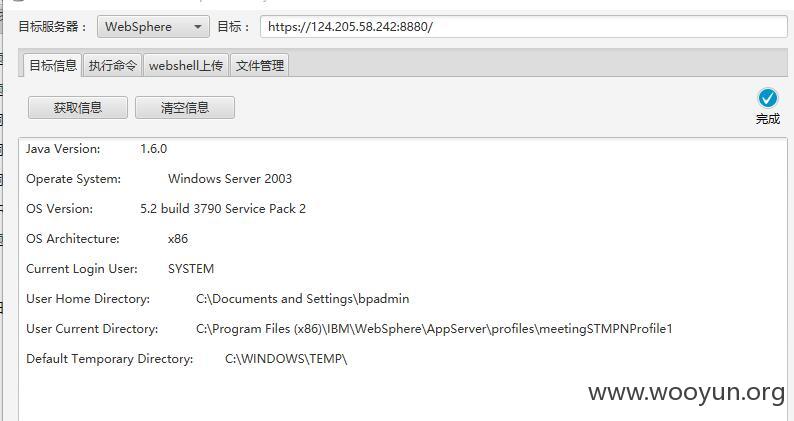 目标服务器： WebSphere 目标： https://124.205.58.242:8880/
目标信息 执行命令 webshell上传 文件管理
获取信息 清空信息
完成
Java Version: 1.6.0
Operate System: Windows Server 2003
OS Version: 5.2 build 3790 Service Pack 2
OS Architecture: x86
Current Login User: SYSTEM
User Home Directory: C:\Documents and Settings\bpadmin
User Current Directory: C:\Program Files (x86)\IBM\WebSphere\AppServer\profiles\meetingSTMPNProfile1
Default Temporary Directory: C:\WINDOWS\TEMP\
www.wooyun.org